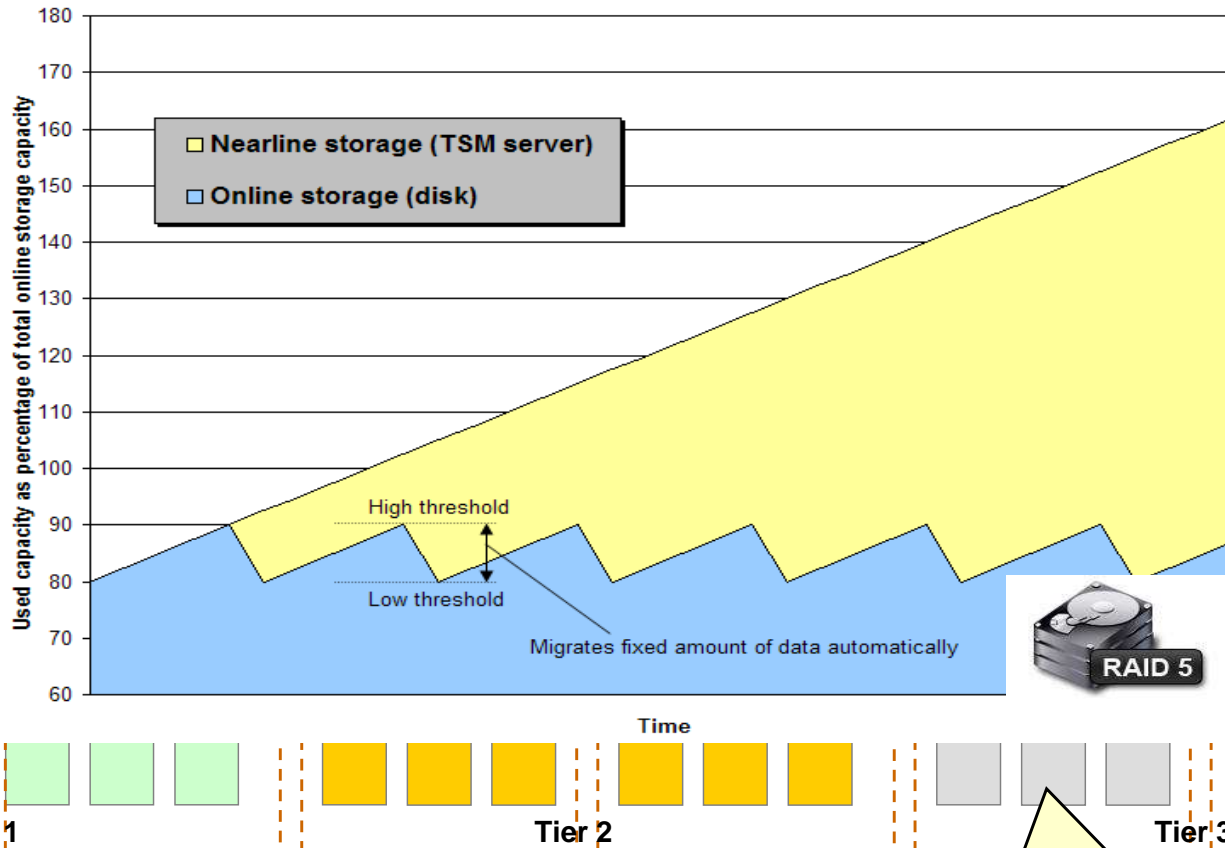 180
170
160
150
140
130
120
110
100
90
80
70
60
Used capacity as percentage of total online storage capacity
Nearline storage (TSM server)
Online storage (disk)
High threshold
Low threshold
Migrates fixed amount of data automatically
RAID 5
Time
1
Tier 2
Tier 3